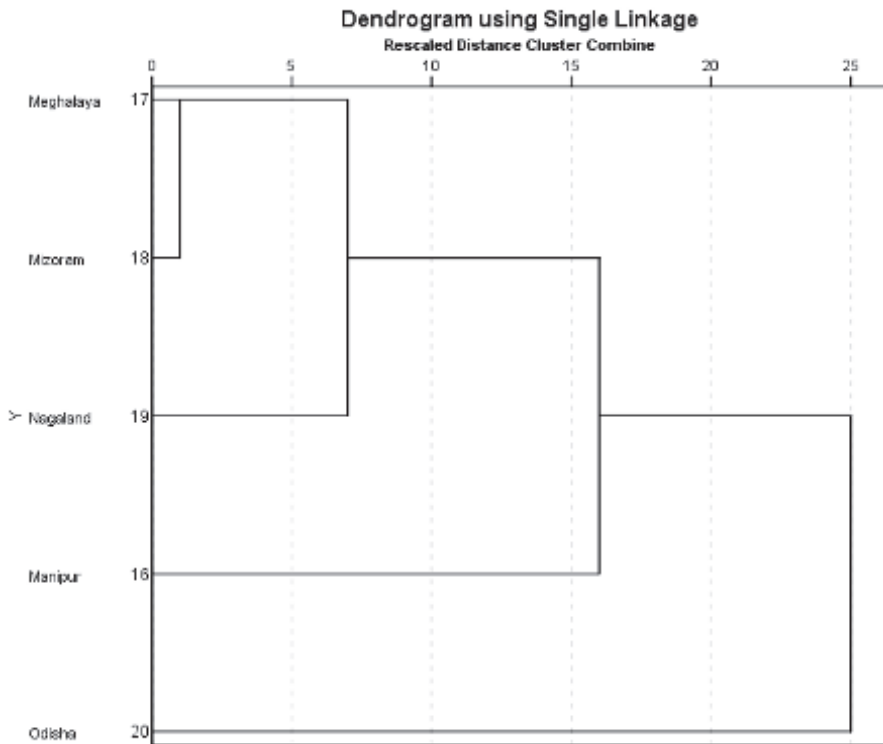 Dendrogram using Single Linkage
Rescaled Distance Cluster Combine
0 5 10 15 20 25
Meghalaya 17
Mizoram 18
Y Nagaland 19
Manipur 16
Odisha 20